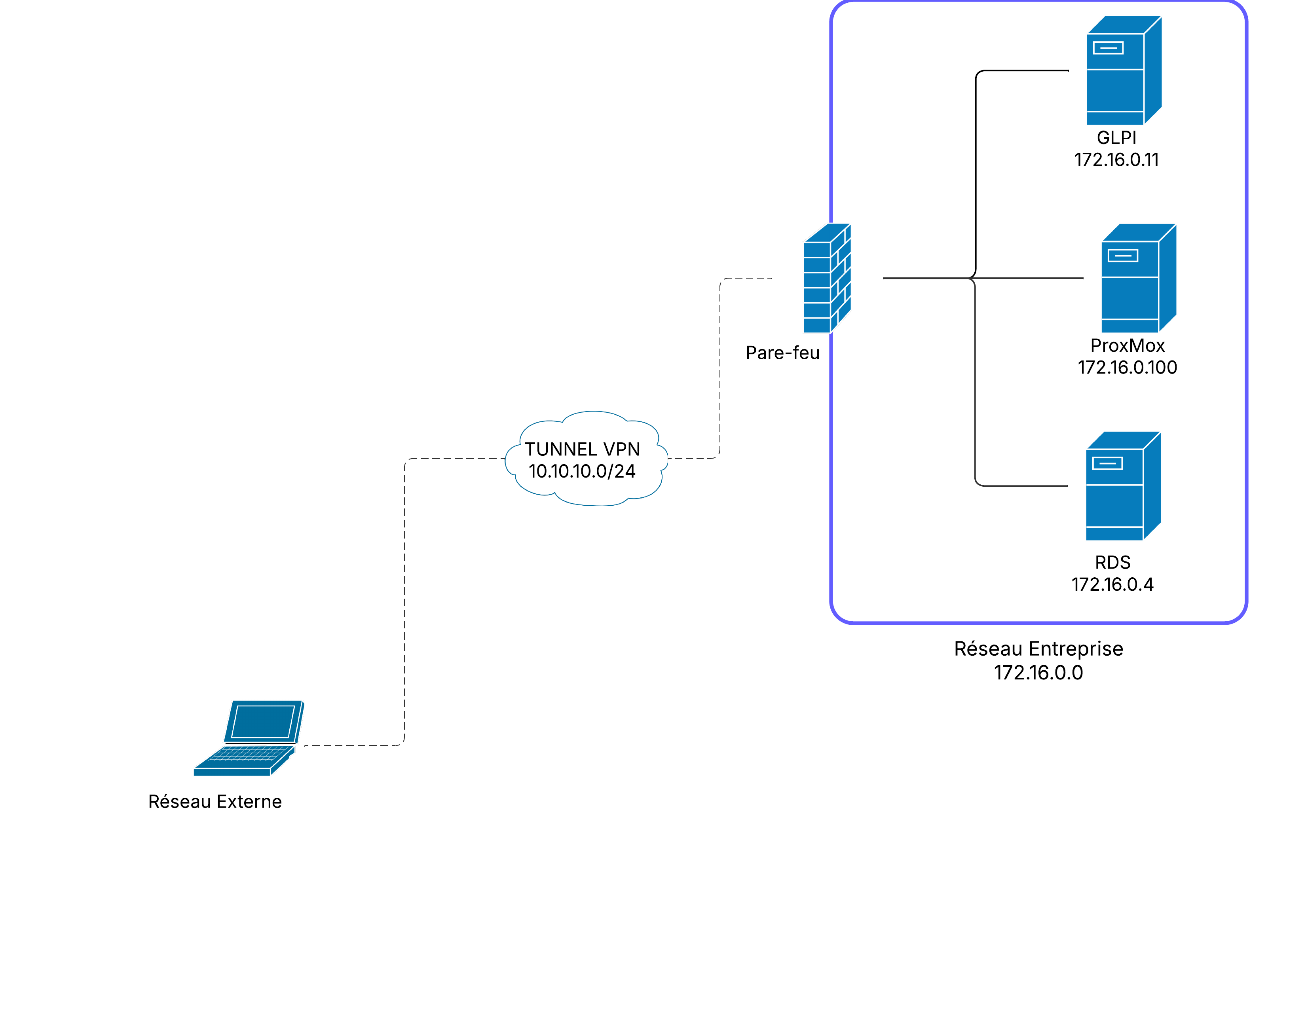 GLPI
172.16.0.11
ProxMox
172.16.0.100
Pare-feu
TUNNEL VPN
10.10.10.0/24
RDS
172.16.0.4
Réseau Entreprise
172.16.0.0
Réseau Externe